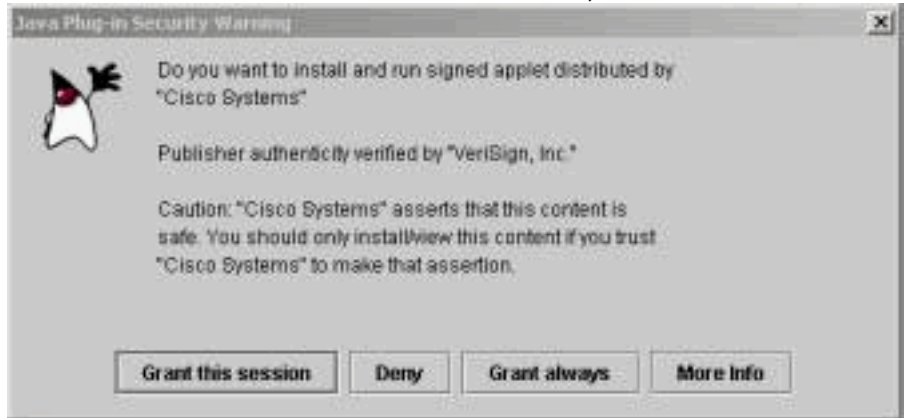 Java Plug-in Security Warning
Do you want to install and run signed applet distributed by
"Cisco Systems"
Publisher authenticity verified by "VeriSign, Inc."
Caution: "Cisco Systems" asserts that this content is
safe. You should only install/view this content if you trust
"Cisco Systems" to make that assertion.
Grant this session Deny Grant always More Info